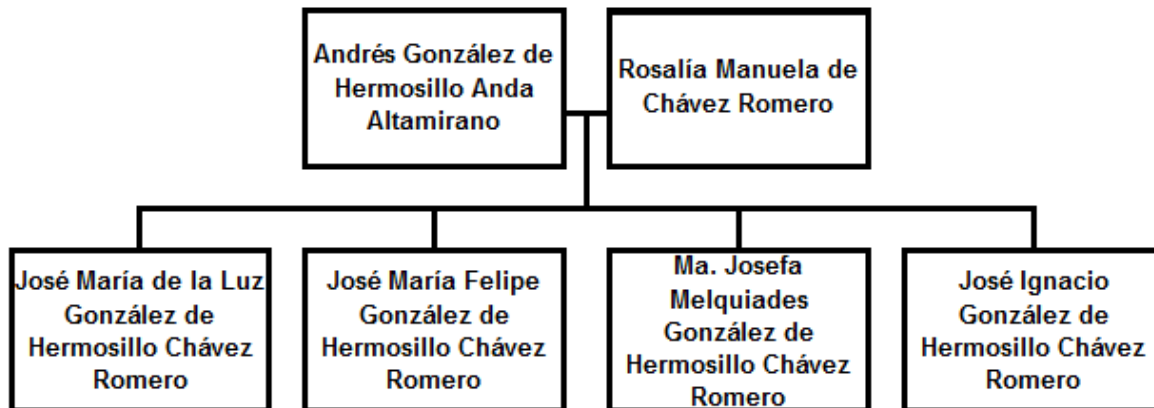 Andrés González de
Hermosillo Anda
Altamirano
Rosalía Manuela de
Chávez Romero
José María de la Luz
González de
Hermosillo Chávez
Romero
José María Felipe
González de
Hermosillo Chávez
Romero
Ma. Josefa
Melquiades
González de
Hermosillo Chávez
Romero
José Ignacio
González de
Hermosillo Chávez
Romero